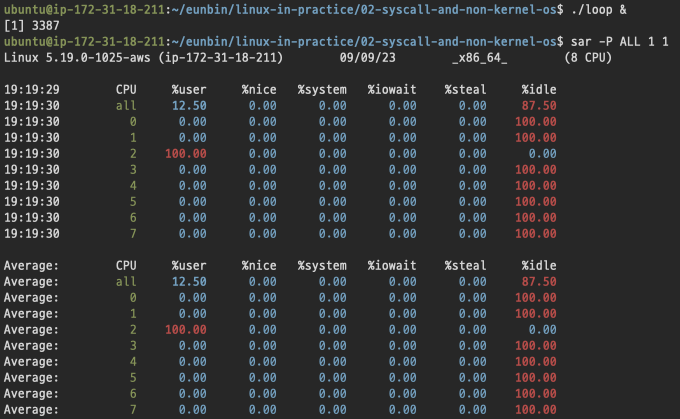 ubuntu@ip-172-31-18-211:~/eunbin/linux-in-practice/02-syscall-and-non-kernel-os$ ./loop &
[1] 3387
ubuntu@ip-172-31-18-211:~/eunbin/linux-in-practice/02-syscall-and-non-kernel-os$ sar -P ALL 1 1
Linux 5.19.0-1025-aws (ip-172-31-18-211) 09/09/23 _x86_64_ (8 CPU)
19:19:29 CPU %user %nice %system %iowait %steal %idle
19:19:30 all 12.50 0.00 0.00 0.00 0.00 87.50
19:19:30 0 0.00 0.00 0.00 0.00 0.00 100.00
19:19:30 1 0.00 0.00 0.00 0.00 0.00 100.00
19:19:30 2 100.00 0.00 0.00 0.00 0.00 0.00
19:19:30 3 0.00 0.00 0.00 0.00 0.00 100.00
19:19:30 4 0.00 0.00 0.00 0.00 0.00 100.00
19:19:30 5 0.00 0.00 0.00 0.00 0.00 100.00
19:19:30 6 0.00 0.00 0.00 0.00 0.00 100.00
19:19:30 7 0.00 0.00 0.00 0.00 0.00 100.00
Average: CPU %user %nice %system %iowait %steal %idle
Average: all 12.50 0.00 0.00 0.00 0.00 87.50
Average: 0 0.00 0.00 0.00 0.00 0.00 100.00
Average: 1 0.00 0.00 0.00 0.00 0.00 100.00
Average: 2 100.00 0.00 0.00 0.00 0.00 0.00
Average: 3 0.00 0.00 0.00 0.00 0.00 100.00
Average: 4 0.00 0.00 0.00 0.00 0.00 100.00
Average: 5 0.00 0.00 0.00 0.00 0.00 100.00
Average: 6 0.00 0.00 0.00 0.00 0.00 100.00
Average: 7 0.00 0.00 0.00 0.00 0.00 100.00